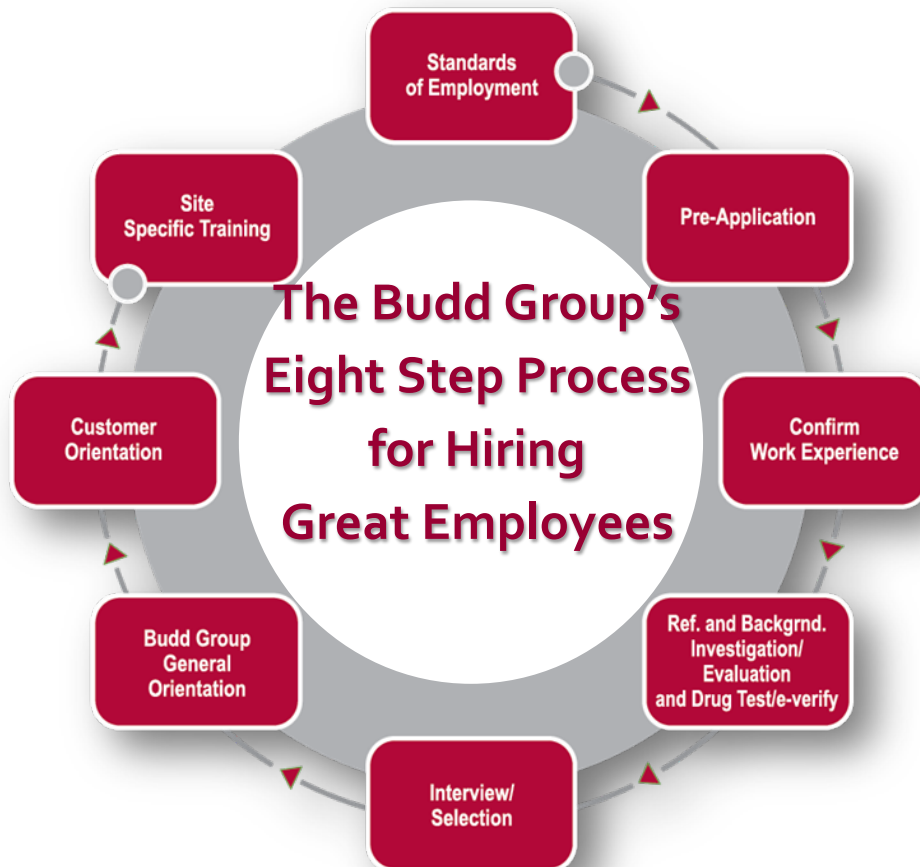 The Budd Group's
Eight Step Process
for Hiring
Great Employees
Standards
of Employment
Pre-Application
Confirm
Work Experience
Ref. and Backgrnd.
Investigation/
Evaluation
and Drug Test/e-verify
Interview/
Selection
Budd Group
General
Orientation
Customer
Orientation
Site
Specific Training